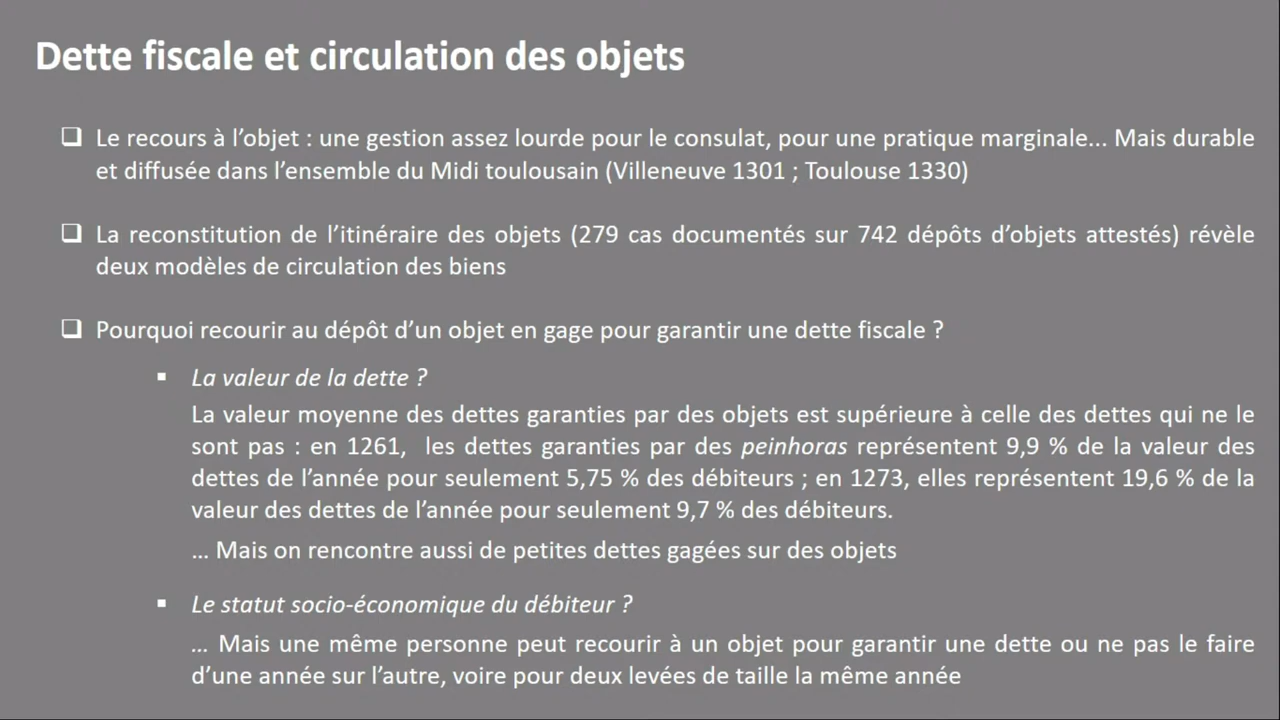 Dette fiscale et circulation des objets
❑ Le recours à l’objet : une gestion assez lourde pour le consulat, pour une pratique marginale... Mais durable
et diffusée dans l’ensemble du Midi toulousain (Villeneuve 1301 ; Toulouse 1330)
❑ La reconstitution de l’itinéraire des objets (279 cas documentés sur 742 dépôts d’objets attestés) révèle
deux modèles de circulation des biens
❑ Pourquoi recourir au dépôt d’un objet en gage pour garantir une dette fiscale ?
▪ La valeur de la dette ?
La valeur moyenne des dettes garanties par des objets est supérieure à celle des dettes qui ne le
sont pas : en 1261, les dettes garanties par des peinhoras représentent 9,9 % de la valeur des
dettes de l’année pour seulement 5,75 % des débiteurs ; en 1273, elles représentent 19,6 % de la
valeur des dettes de l’année pour seulement 9,7 % des débiteurs.
... Mais on rencontre aussi de petites dettes gagées sur des objets
▪ Le statut socio-économique du débiteur ?
... Mais une même personne peut recourir à un objet pour garantir une dette ou ne pas le faire
d’une année sur l’autre, voire pour deux levées de taille la même année